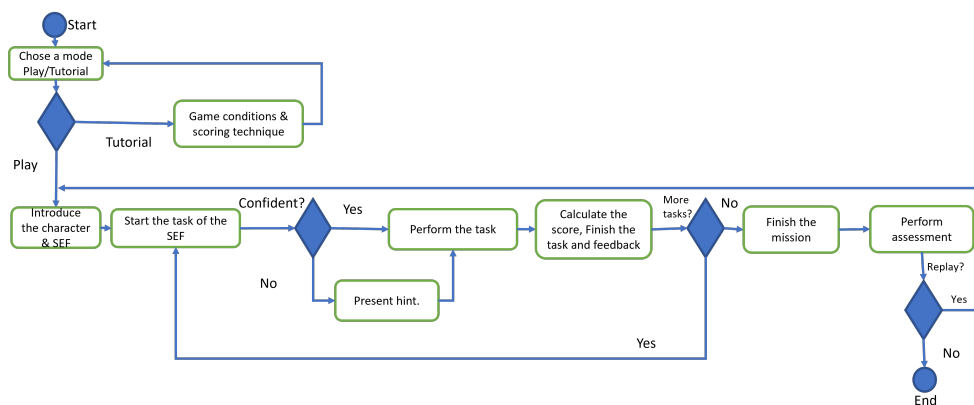 Start
Chose a mode
Play/Tutorial
Game conditions &
scoring technique
Tutorial
Play
Introduce
the character
& SEF
Start the task of the
SEF
Confident?
Yes
No
Perform the task
Present hint.
Calculate the
score, Finish the
task and feedback
More
tasks?
No
Yes
Finish the
mission
Perform
assessment
Replay?
Yes
No
End